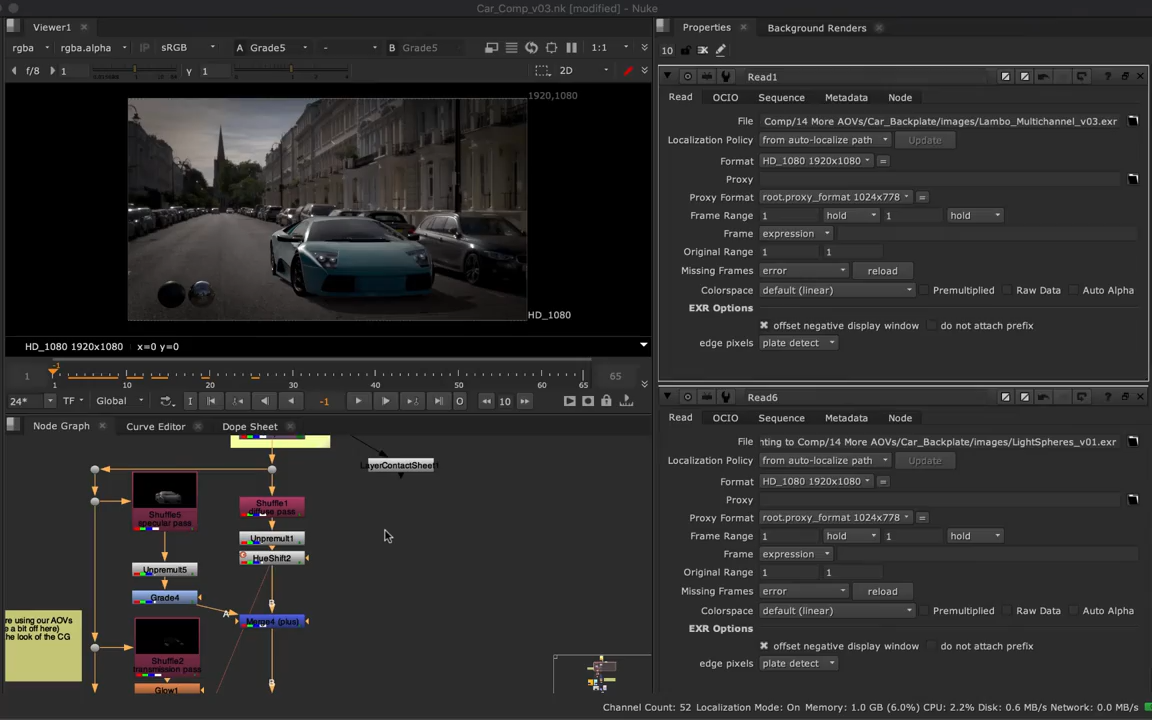 Car_Comp_v03.nk [modified] - Nuke
Viewer1
rgba rgba.alpha IP sRGB A Grade5 - B Grade5 1:1
f/8 1 Y 1 2D
1920,1080
HD_1080
HD_1080 1920x1080 x=0 y=0
-1
1 1 10 20 30 40 50 60 65 65
24* TF Global I -1 O 10
Node Graph Curve Editor Dope Sheet
LayerContactSheet1
Shuffle5
specular pass
Shuffle1
diffuse pass
Unpremult1
HueShift2
Unpremult5
Grade4
A
B
Merge4 (plus)
re using our AOVs
e a bit off here)
the look of the CG
Shuffle2
transmission pass
Glow1
B
Properties Background Renders
10
Read1
Read OCIO Sequence Metadata Node
File Comp/14 More AOVs/Car_Backplate/images/Lambo_Multichannel_v03.exr
Localization Policy from auto-localize path Update
Format HD_1080 1920x1080 =
Proxy
Proxy Format root.proxy_format 1024x778 =
Frame Range 1 hold 1 hold
Frame expression
Original Range 1 1
Missing Frames error reload
Colorspace default (linear) Premultiplied Raw Data Auto Alpha
EXR Options
offset negative display window do not attach prefix
edge pixels plate detect
Read6
Read OCIO Sequence Metadata Node
File nting to Comp/14 More AOVs/Car_Backplate/images/LightSpheres_v01.exr
Localization Policy from auto-localize path Update
Format HD_1080 1920x1080 =
Proxy
Proxy Format root.proxy_format 1024x778 =
Frame Range 1 hold 1 hold
Frame expression
Original Range 1 1
Missing Frames error reload
Colorspace default (linear) Premultiplied Raw Data Auto Alpha
EXR Options
offset negative display window do not attach prefix
edge pixels plate detect
Channel Count: 52 Localization Mode: On Memory: 1.0 GB (6.0%) CPU: 2.2% Disk: 0.6 MB/s Network: 0.0 MB/s